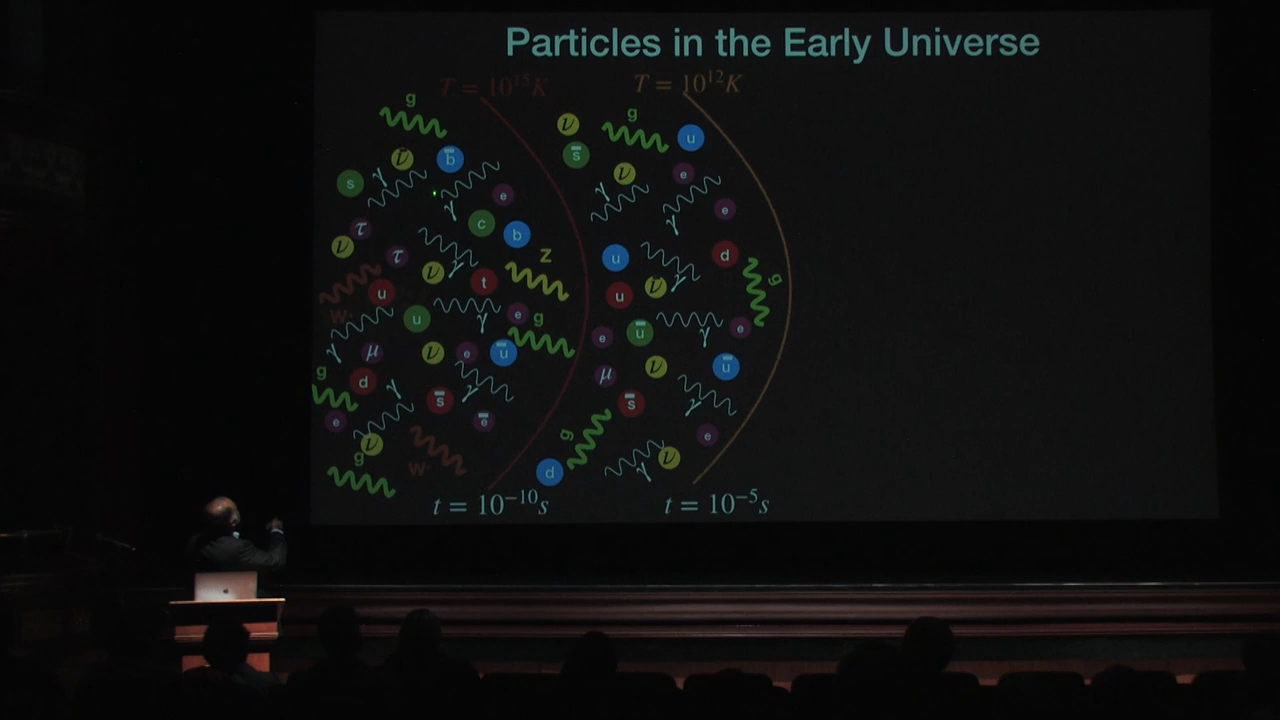 Particles in the Early Universe
T = 10¹⁵K
T = 10¹²K
g
ν
g
u
ν̄
b̄
s̄
s
γ
γ
e
γ
ν
e
γ
e
τ
c
b
ν
τ
γ
ν
z
t
u
γ
d
u
ν
g
w-
u
γ
e
g
u
ū
γ
e
γ
μ
ν
e
ū
e
ν
ū
g
d
γ
γ
s̄
μ
s̄
γ
e
ē
ν
g
e
g
w-
d
γ
ν
t = 10⁻¹⁰s
t = 10⁻⁵s